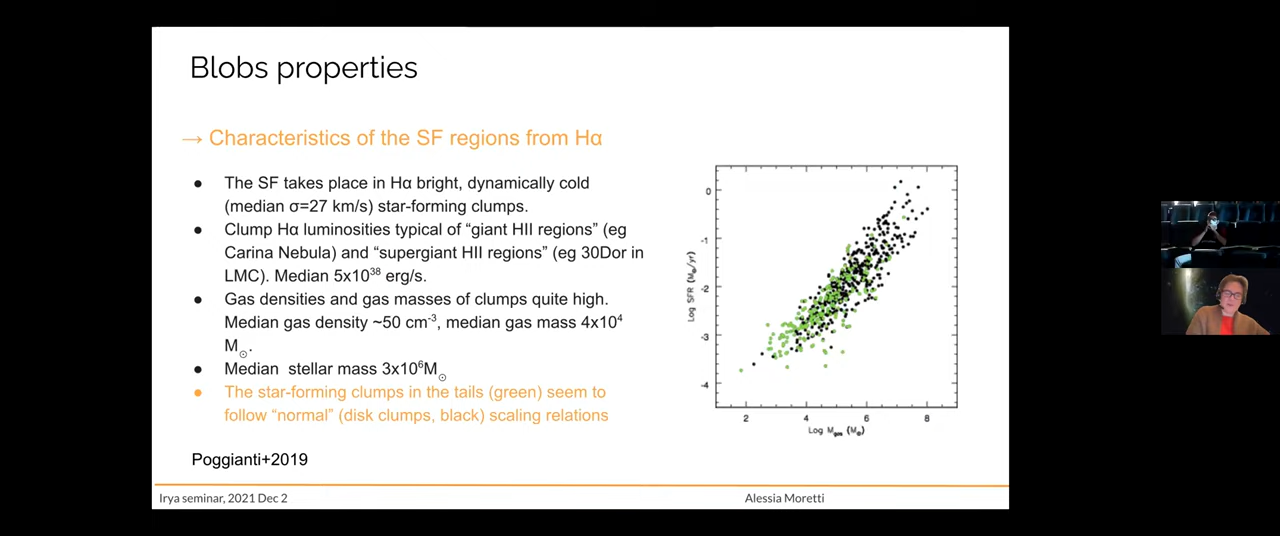 Blobs properties
→ Characteristics of the SF regions from Hα
● The SF takes place in Hα bright, dynamically cold
(median σ=27 km/s) star-forming clumps.
● Clump Hα luminosities typical of “giant HII regions” (eg
Carina Nebula) and “supergiant HII regions” (eg 30Dor in
LMC). Median 5x10³⁸ erg/s.
● Gas densities and gas masses of clumps quite high.
Median gas density ~50 cm⁻³, median gas mass 4x10⁴
M☉.
● Median stellar mass 3x10⁶M☉
● The star-forming clumps in the tails (green) seem to
follow “normal” (disk clumps, black) scaling relations
Poggianti+2019
Log SFR (M☉/yr)
0
-1
-2
-3
-4
2 4 6 8
Log Mgas (M☉)
Irya seminar, 2021 Dec 2
Alessia Moretti